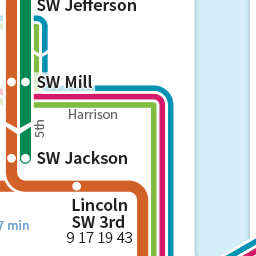 SW Jefferson
SW Mill
Harrison
5th
SW Jackson
Lincoln
SW 3rd
9 17 19 43
7 min